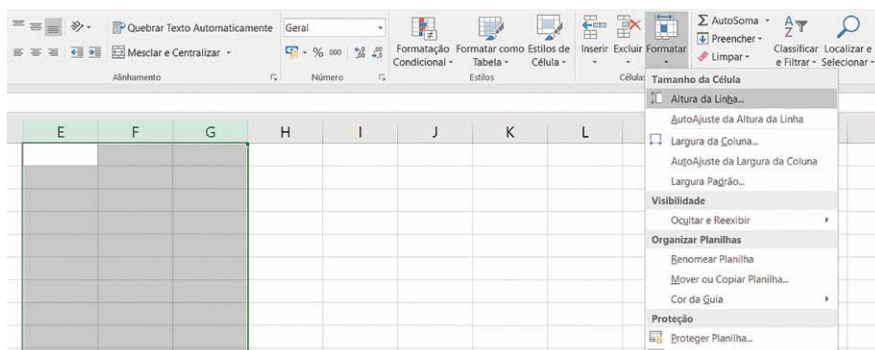 Quebrar Texto Automaticamente
Mesclar e Centralizar
Alinhamento
Geral
% 000
Número
Formatação Condicional
Formatar como Tabela
Estilos de Célula
Estilos
Inserir Excluir Formatar
Σ AutoSoma
Preencher
Limpar
Classificar e Filtrar
Localizar e Selecionar
Tamanho da Célula
Altura da Linha...
AutoAjuste da Altura da Linha
Largura da Coluna...
AutoAjuste da Largura da Coluna
Largura Padrão...
Visibilidade
Ocultar e Reexibir
Organizar Planilhas
Renomear Planilha
Mover ou Copiar Planilha...
Cor da Guia
Proteção
Proteger Planilha...
E F G H I J K L